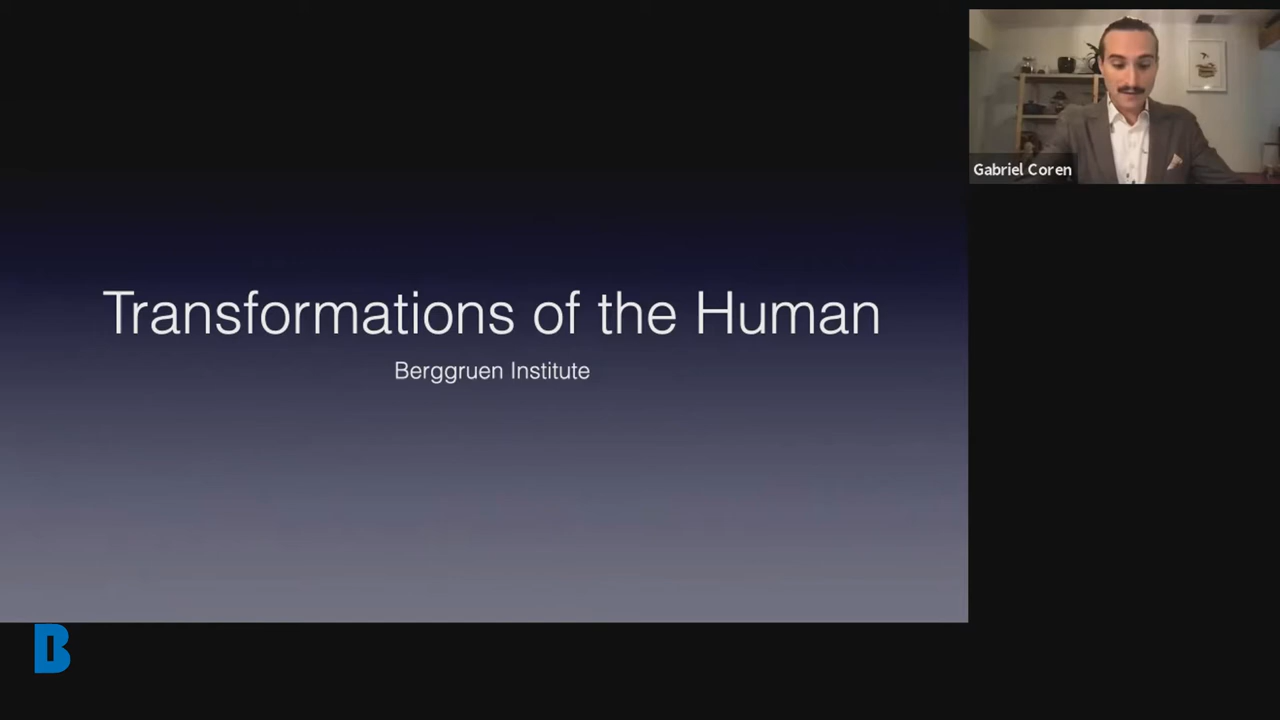 Transformations of the Human
Berggruen Institute
Gabriel Coren
B